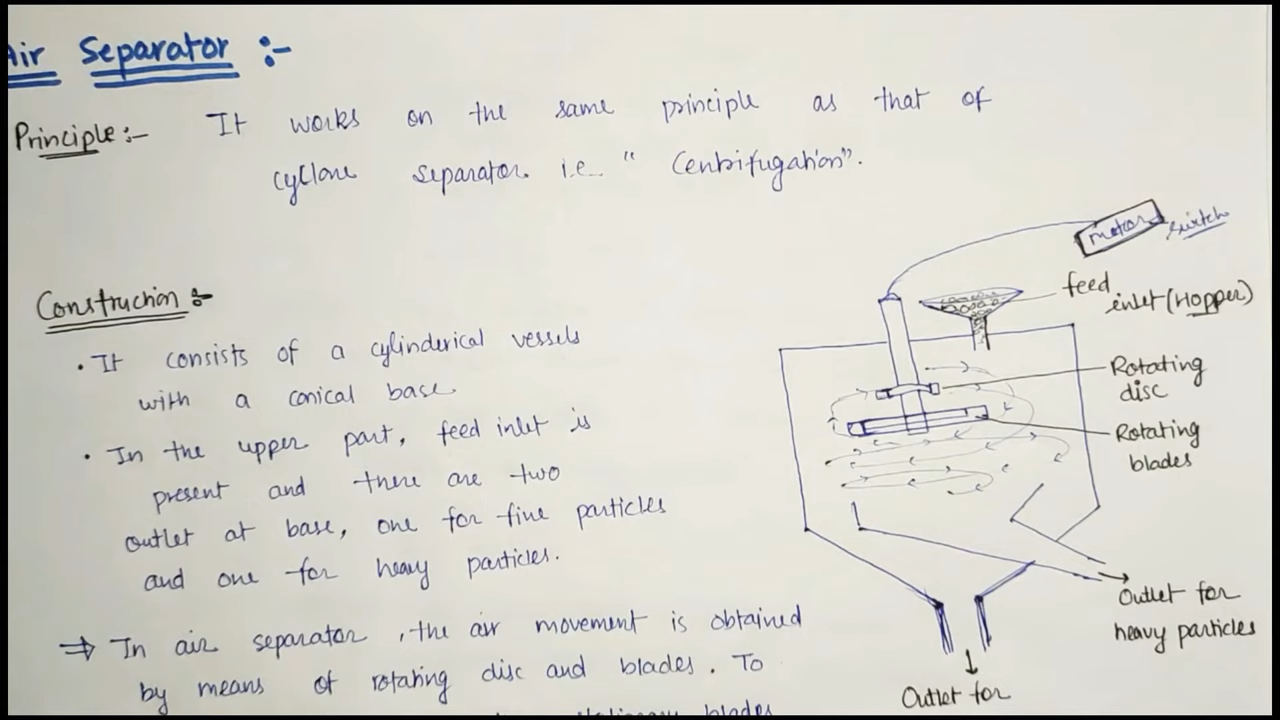 Air Separator :-
Principle :- It works on the same principle as that of
cyclone separator i.e. "Centrifugation".
Construction :-
• It consists of a cylinderical vessels
with a conical base.
• In the upper part, feed inlet is
present and there are two
outlet at base, one for fine particles
and one for heavy particles.
⇒ In air separator, the air movement is obtained
by means of rotating disc and blades. To
blades
motor
switch
feed
inlet (Hopper)
Rotating
disc
Rotating
blades
Outlet for
heavy particles
Outlet for